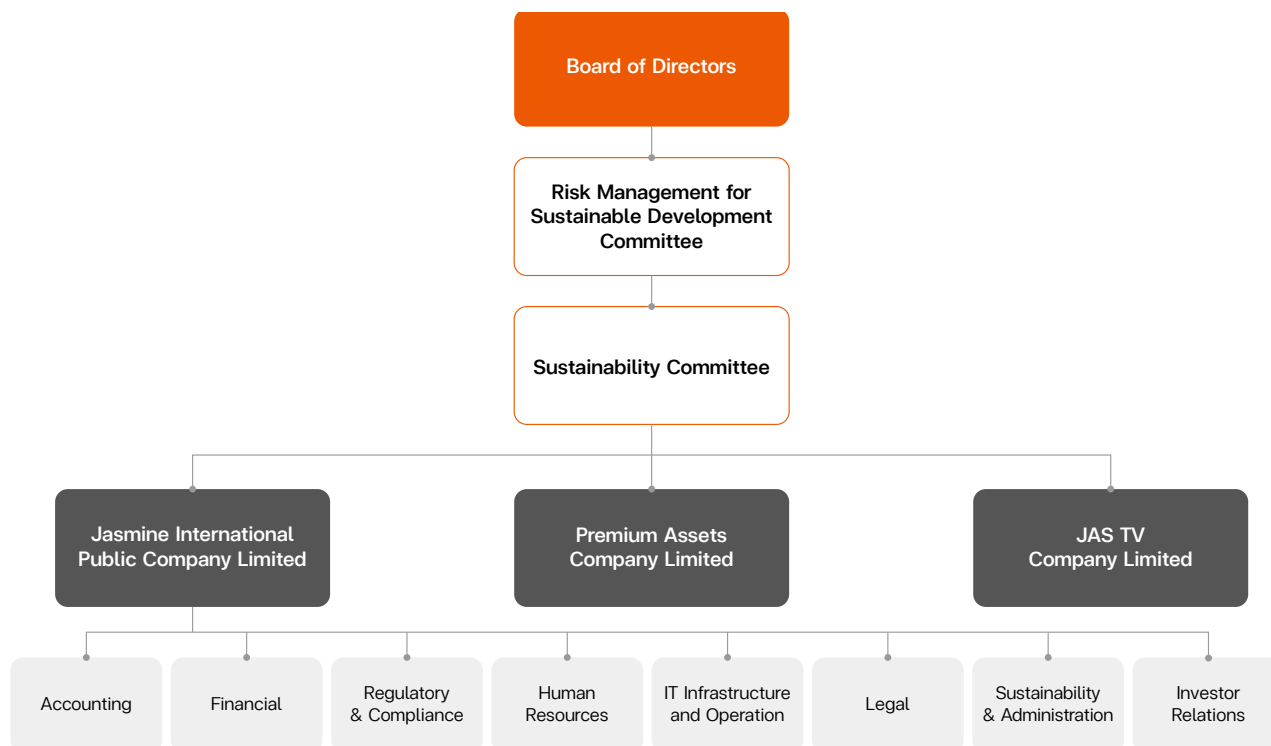 Board of Directors
Risk Management for
Sustainable Development
Committee
Sustainability Committee
Jasmine International
Public Company Limited
Premium Assets
Company Limited
JAS TV
Company Limited
Accounting
Financial
Regulatory
& Compliance
Human
Resources
IT Infrastructure
and Operation
Legal
Sustainability
& Administration
Investor
Relations